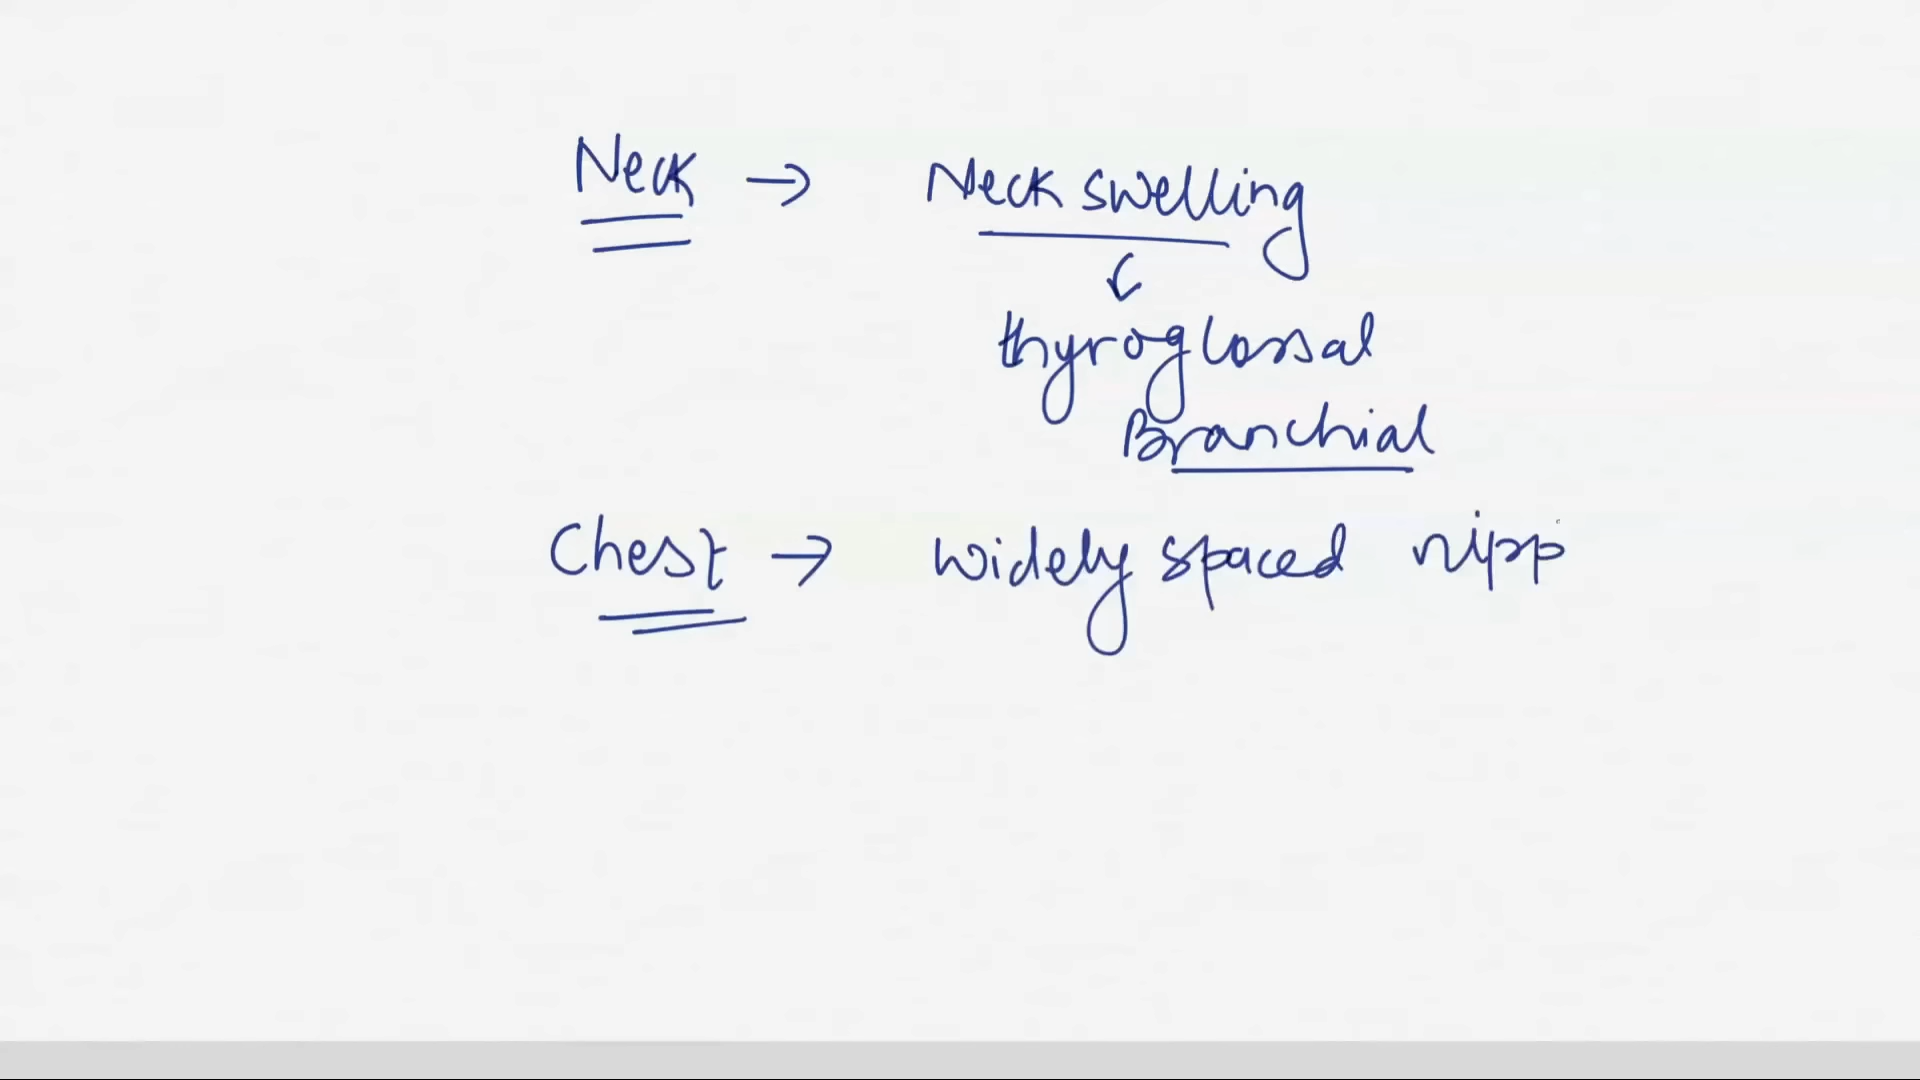 Neck → Neck swelling
thyroglossal
Branchial
Chest → widely spaced nipp